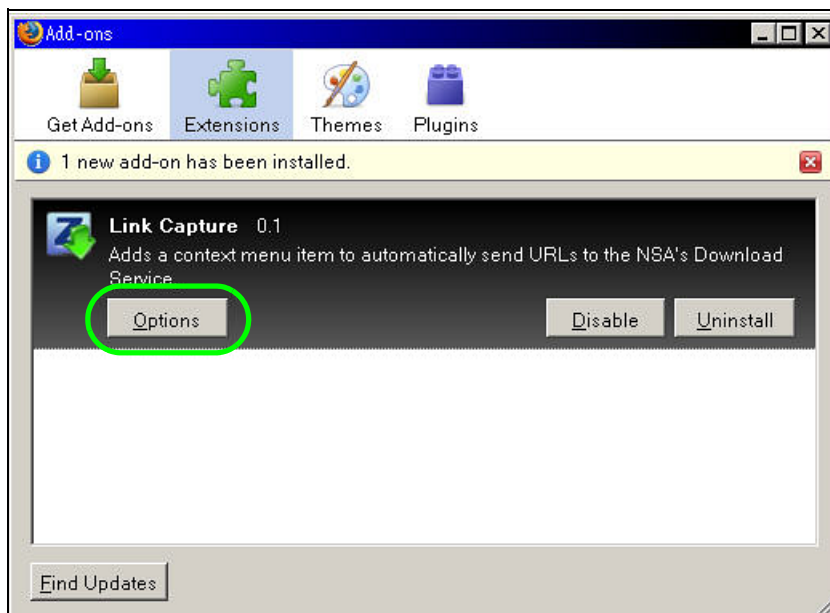 Add-ons
Get Add-ons Extensions Themes Plugins
1 new add-on has been installed.
Link Capture 0.1
Adds a context menu item to automatically send URLs to the NSA's Download
Service
Options Disable Uninstall
Find Updates